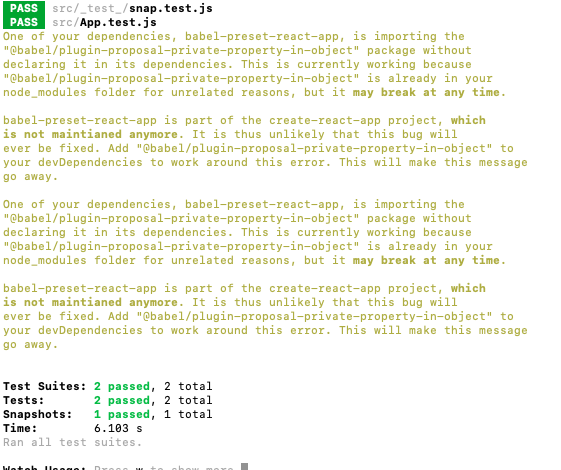 PASS src/_test_/snap.test.js
PASS src/App.test.js
One of your dependencies, babel-preset-react-app, is importing the
"@babel/plugin-proposal-private-property-in-object" package without
declaring it in its dependencies. This is currently working because
"@babel/plugin-proposal-private-property-in-object" is already in your
node_modules folder for unrelated reasons, but it may break at any time.

babel-preset-react-app is part of the create-react-app project, which
is not maintianed anymore. It is thus unlikely that this bug will
ever be fixed. Add "@babel/plugin-proposal-private-property-in-object" to
your devDependencies to work around this error. This will make this message
go away.

One of your dependencies, babel-preset-react-app, is importing the
"@babel/plugin-proposal-private-property-in-object" package without
declaring it in its dependencies. This is currently working because
"@babel/plugin-proposal-private-property-in-object" is already in your
node_modules folder for unrelated reasons, but it may break at any time.

babel-preset-react-app is part of the create-react-app project, which
is not maintianed anymore. It is thus unlikely that this bug will
ever be fixed. Add "@babel/plugin-proposal-private-property-in-object" to
your devDependencies to work around this error. This will make this message
go away.

Test Suites: 2 passed, 2 total
Tests: 2 passed, 2 total
Snapshots: 1 passed, 1 total
Time: 6.103 s
Ran all test suites.

Watch Usage: Press w to show more.